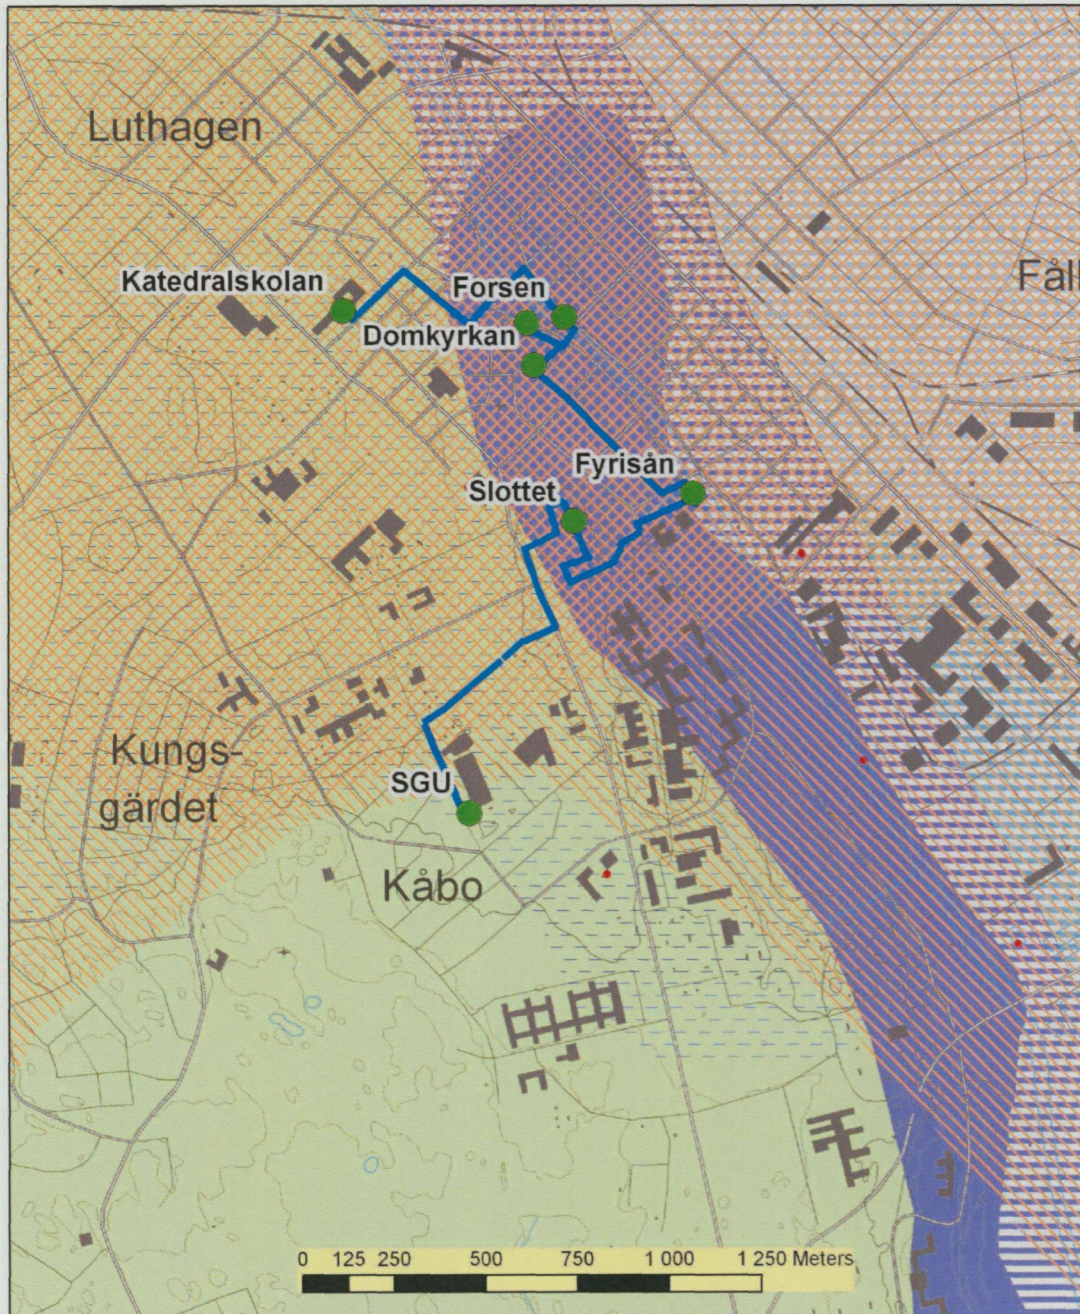 Luthagen
Fåll
Katedralskolan
Forsen
Domkyrkan
Fyrisån
Slottet
Kungs-
gärdet
SGU
Kåbo
0 125 250 500 750 1 000 1 250 Meters